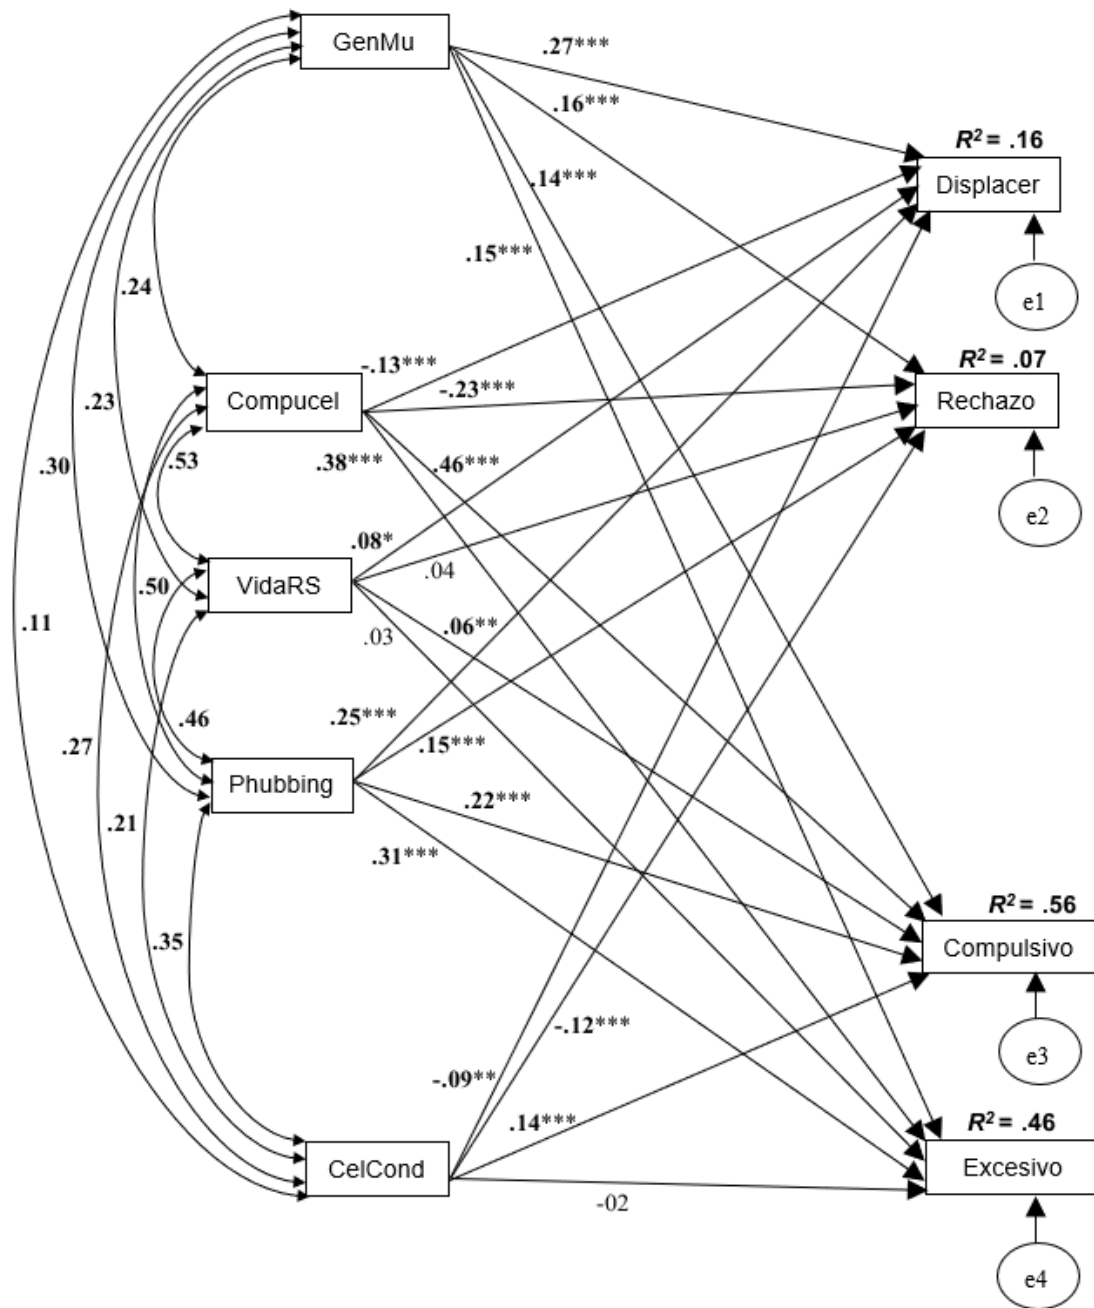 GenMu
.27***
.16***
R² = .16
Displacer
.14***
.15***
.24
e1
-.13***
R² = .07
Compucel
-.23***
Rechazo
.23
.30
.53
.38***
.46***
e2
.08*
.04
VidaRS
.50
.11
.03
.06**
.46
.25***
.27
.15***
Phubbing
.22***
.21
.31***
R² = .56
.35
Compulsivo
-.12***
e3
-.09**
.14***
R² = .46
CelCond
Excesivo
-02
e4